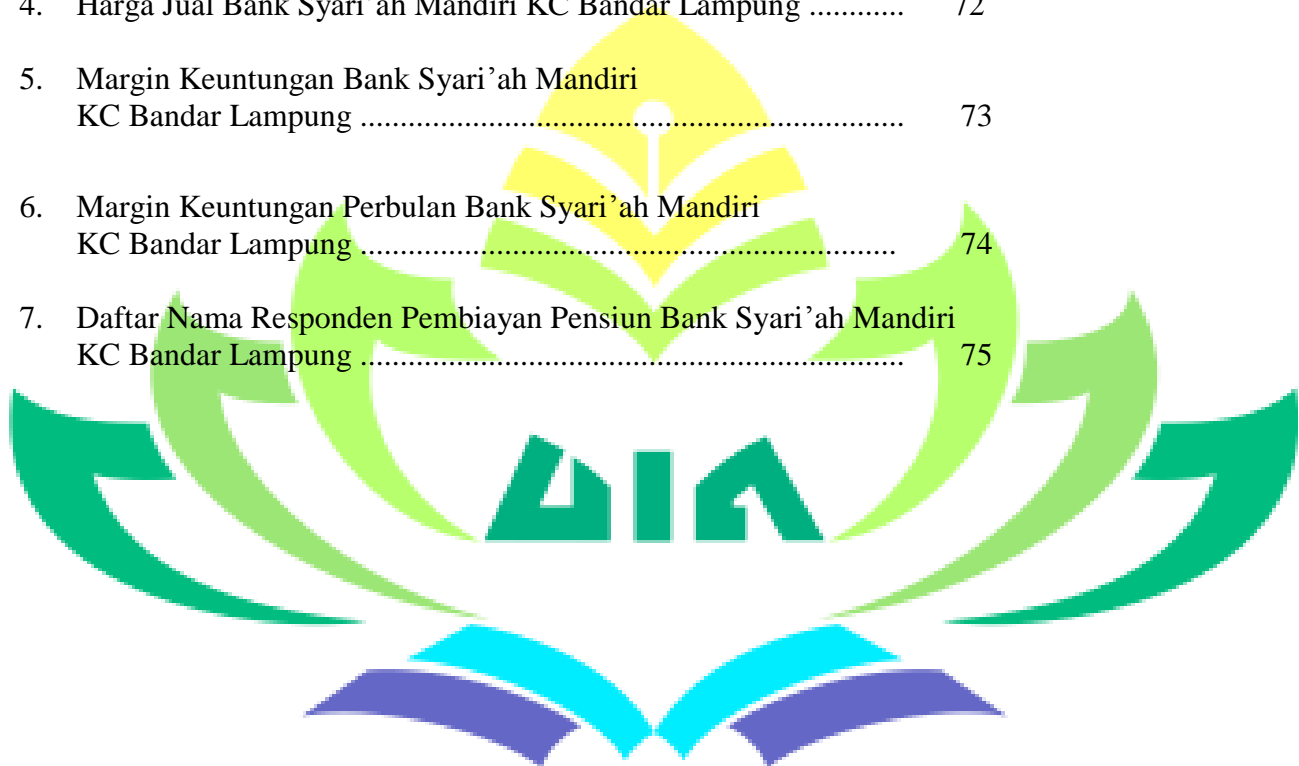 4. Harga Jual Bank Syari’ah Mandiri KC Bandar Lampung ............ 72
5. Margin Keuntungan Bank Syari’ah Mandiri
KC Bandar Lampung ..................................................................... 73
6. Margin Keuntungan Perbulan Bank Syari’ah Mandiri
KC Bandar Lampung .................................................................... 74
7. Daftar Nama Responden Pembiayan Pensiun Bank Syari’ah Mandiri
KC Bandar Lampung ..................................................................... 75